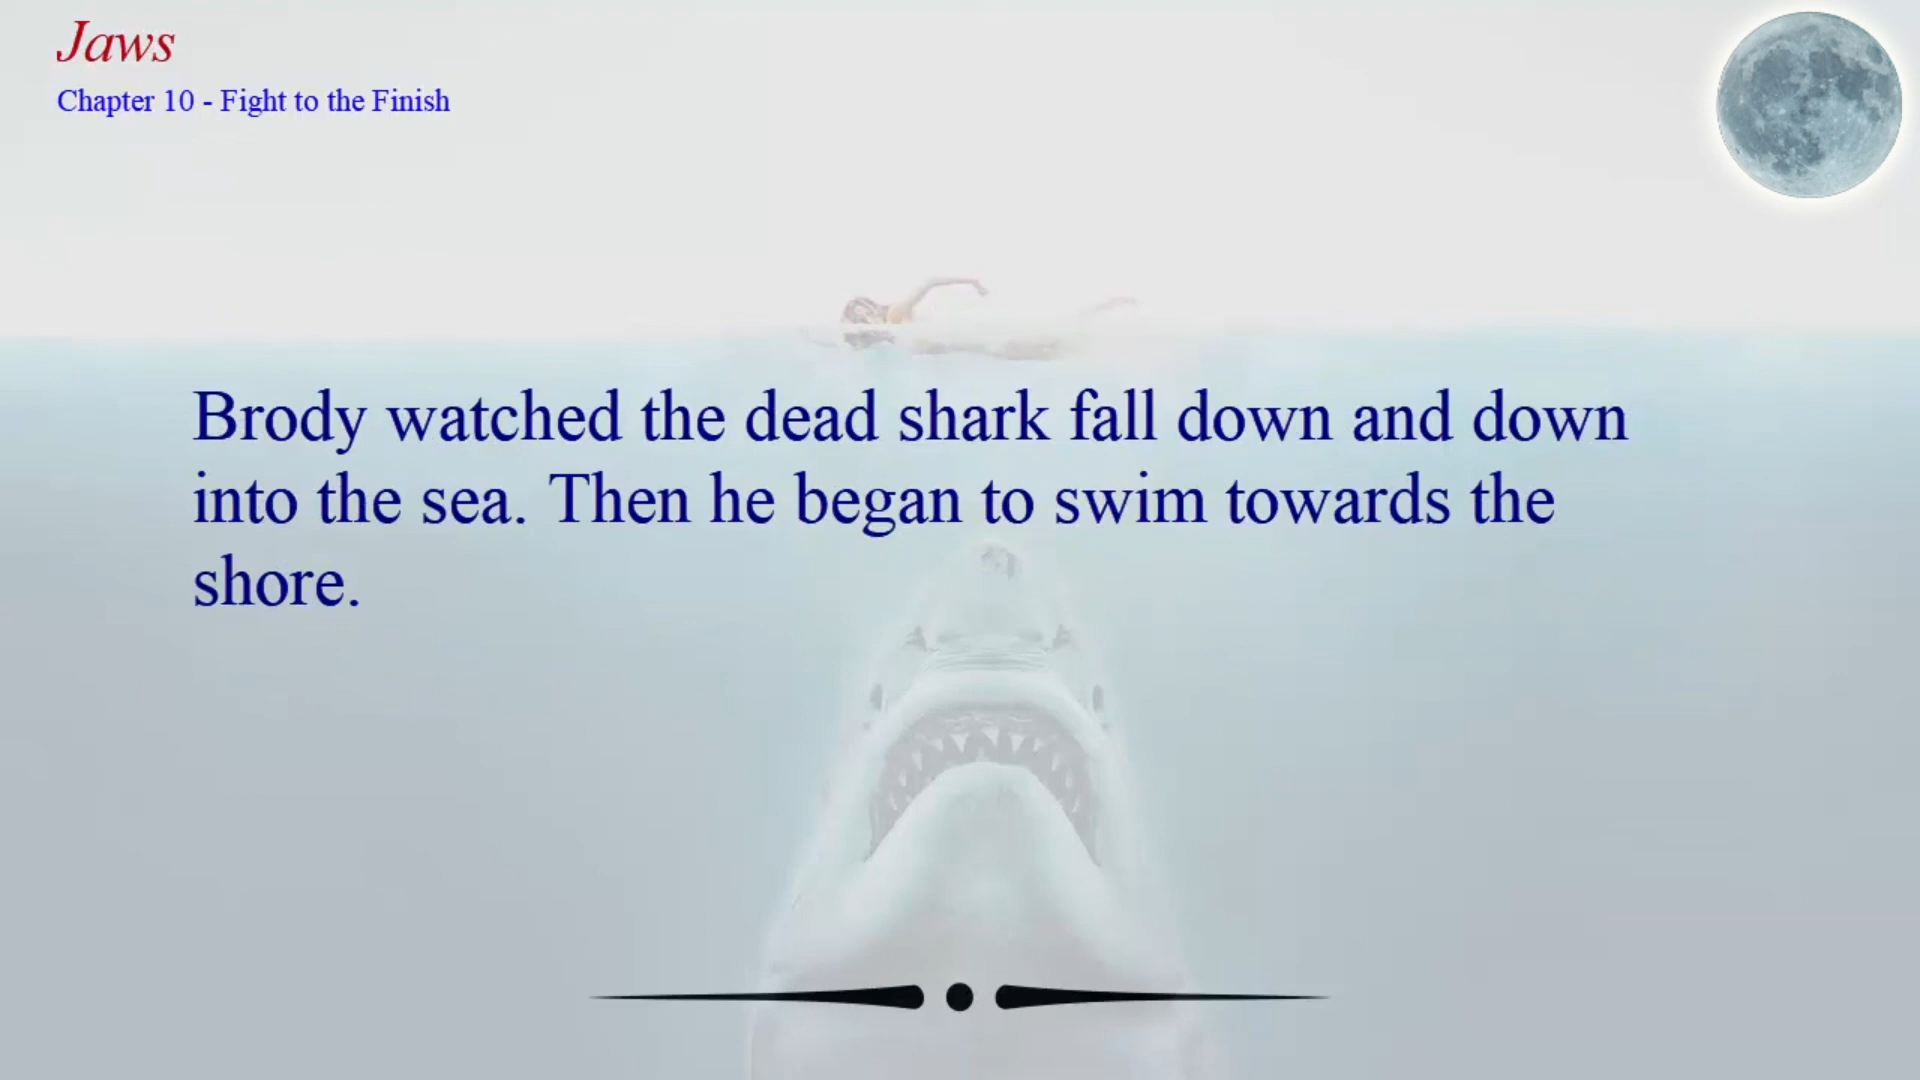 Jaws
Chapter 10 - Fight to the Finish
Brody watched the dead shark fall down and down
into the sea. Then he began to swim towards the
shore.